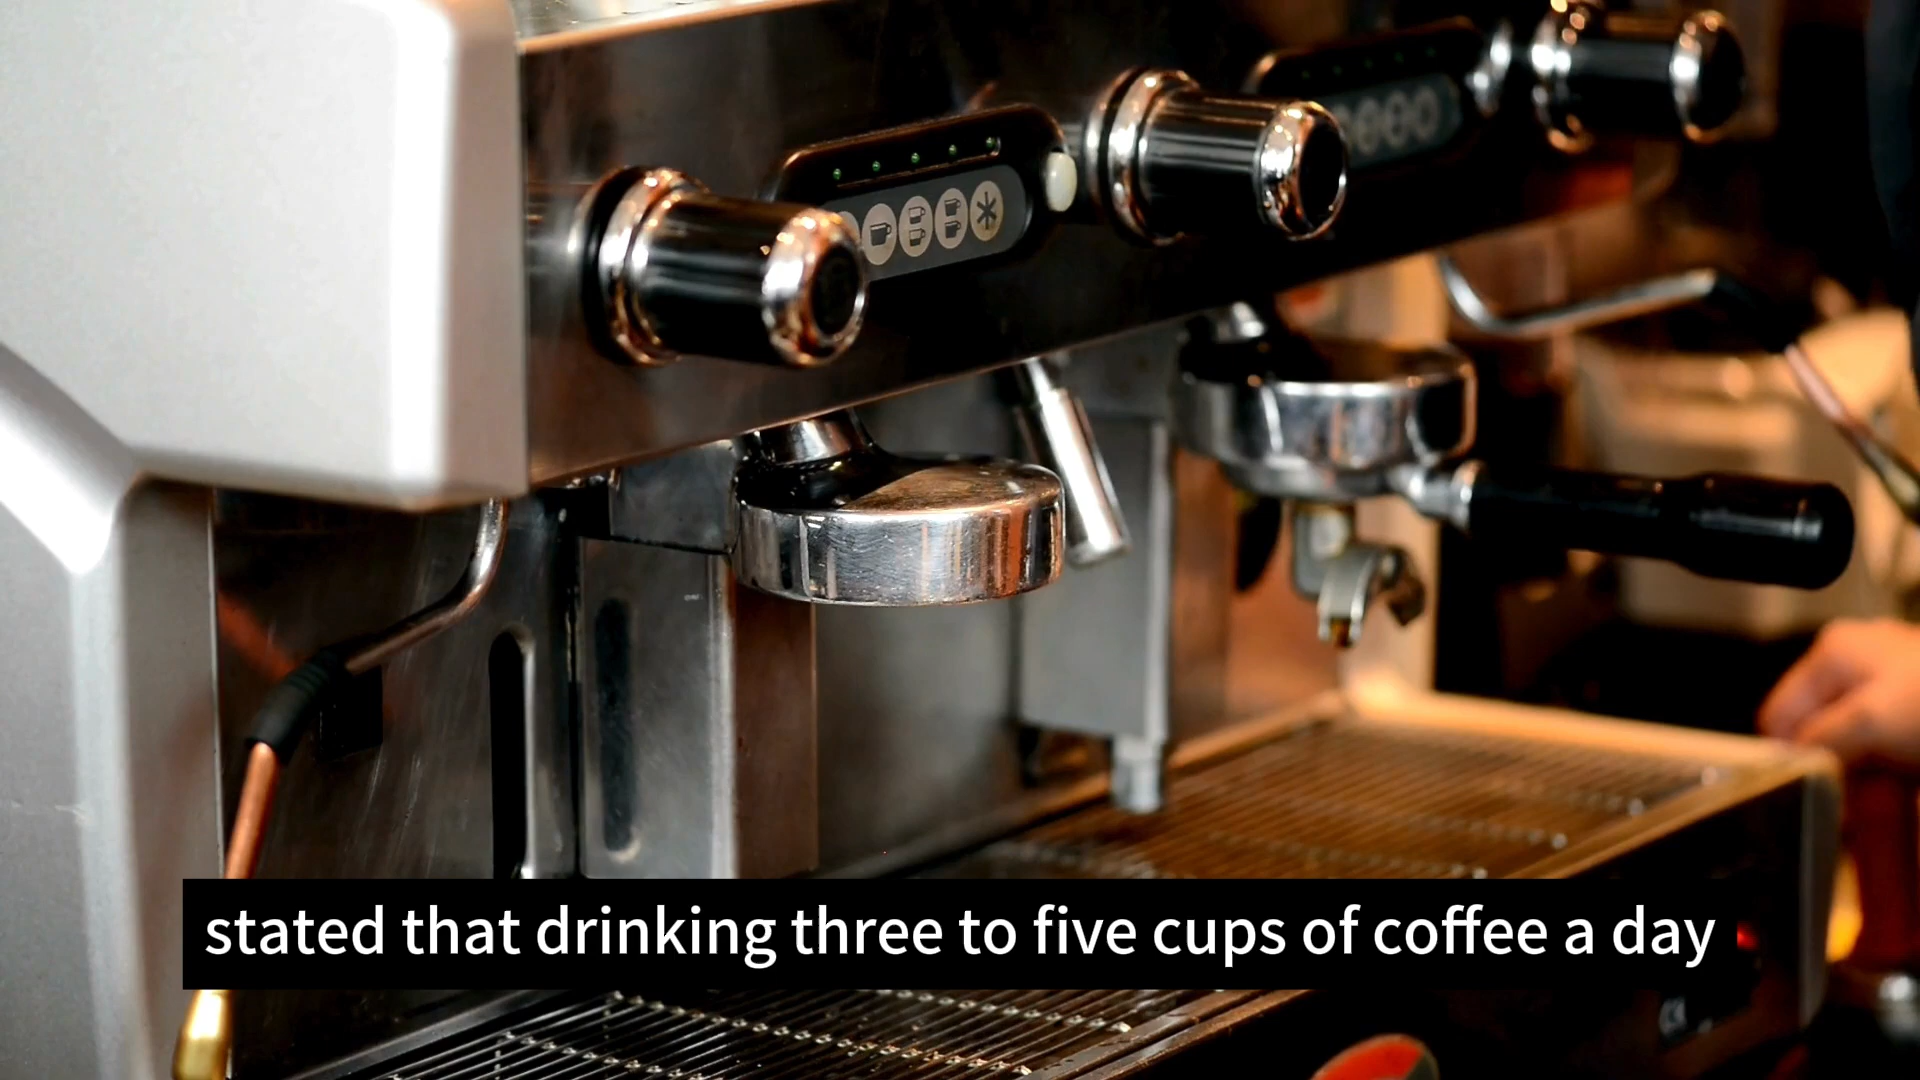 stated that drinking three to five cups of coffee a day